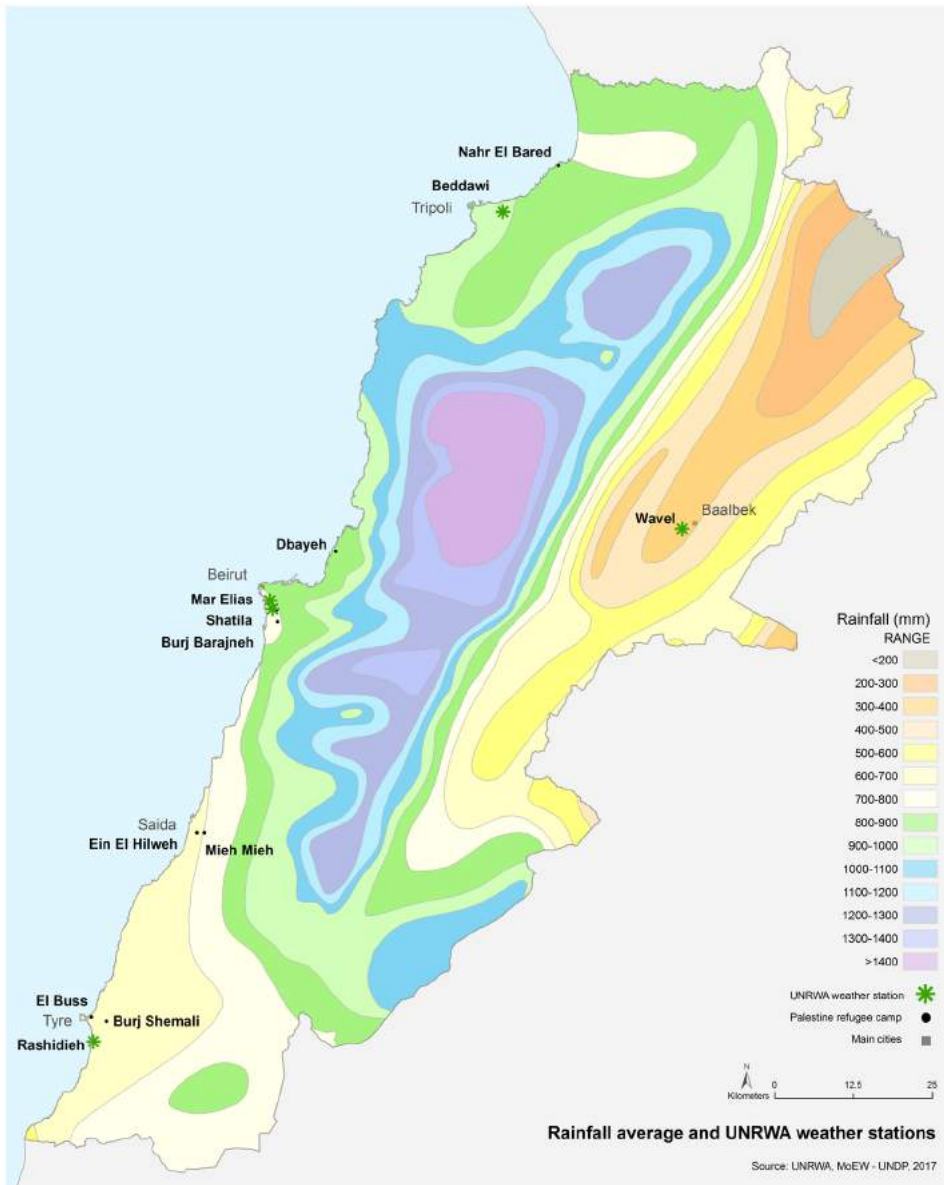 Nahr El Bared
Beddawi
Tripoli
Wavel
Baalbek
Dbayeh
Beirut
Mar Elias
Shatila
Burj Barajneh
Saida
Ein El Hilweh
Mieh Mieh
El Buss
Tyre
Burj Shemali
Rashidieh
Rainfall (mm)
RANGE
<200
200-300
300-400
400-500
500-600
600-700
700-800
800-900
900-1000
1000-1100
1100-1200
1200-1300
1300-1400
>1400
UNRWA weather station
Palestine refugee camp
Main cities
N
Kilometers 0 12.5 25
Rainfall average and UNRWA weather stations
Source: UNRWA, MoEW - UNDP, 2017